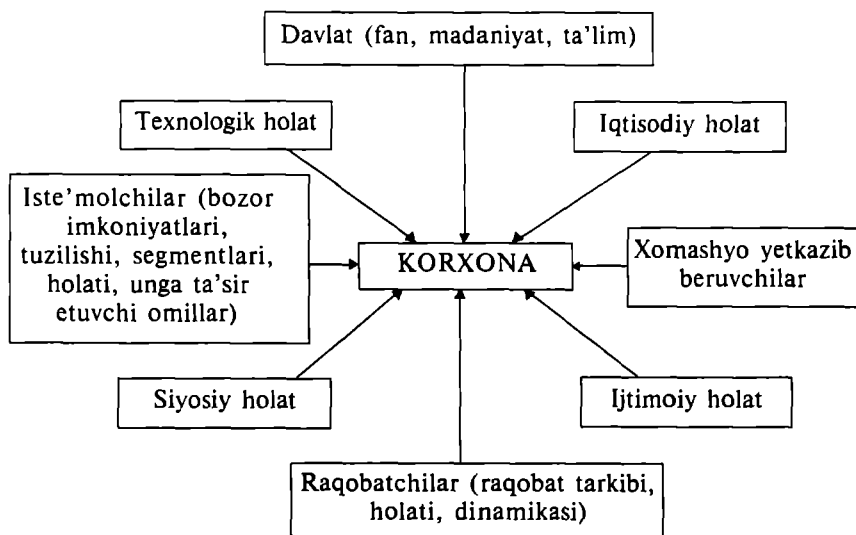 Davlat (fan, madaniyat, ta'lim)
Texnologik holat
Iqtisodiy holat
Iste'molchilar (bozor
imkoniyatlari,
tuzilishi, segmentlari,
holati, unga ta'sir
etuvchi omillar)
KORXONA
Xomashyo yetkazib
beruvchilar
Siyosiy holat
Ijtimoiy holat
Raqobatchilar (raqobat tarkibi,
holati, dinamikasi)